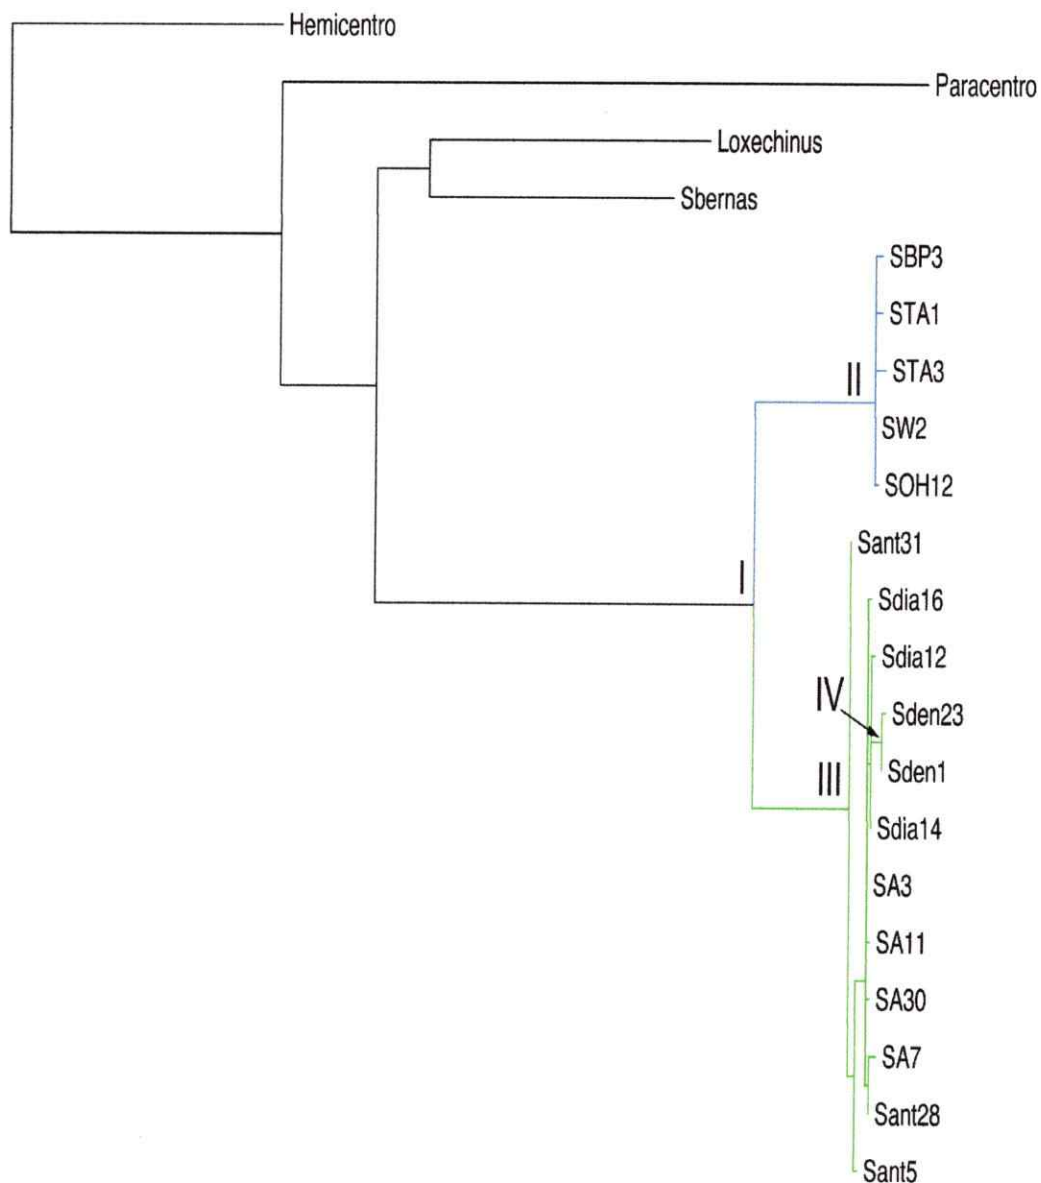 Hemicentro
Paracentro
Loxechinus
Sbernas
SBP3
STA1
STA3
II
SW2
SOH12
Sant31
I
Sdia16
Sdia12
IV
Sden23
Sden1
III
Sdia14
SA3
SA11
SA30
SA7
Sant28
Sant5